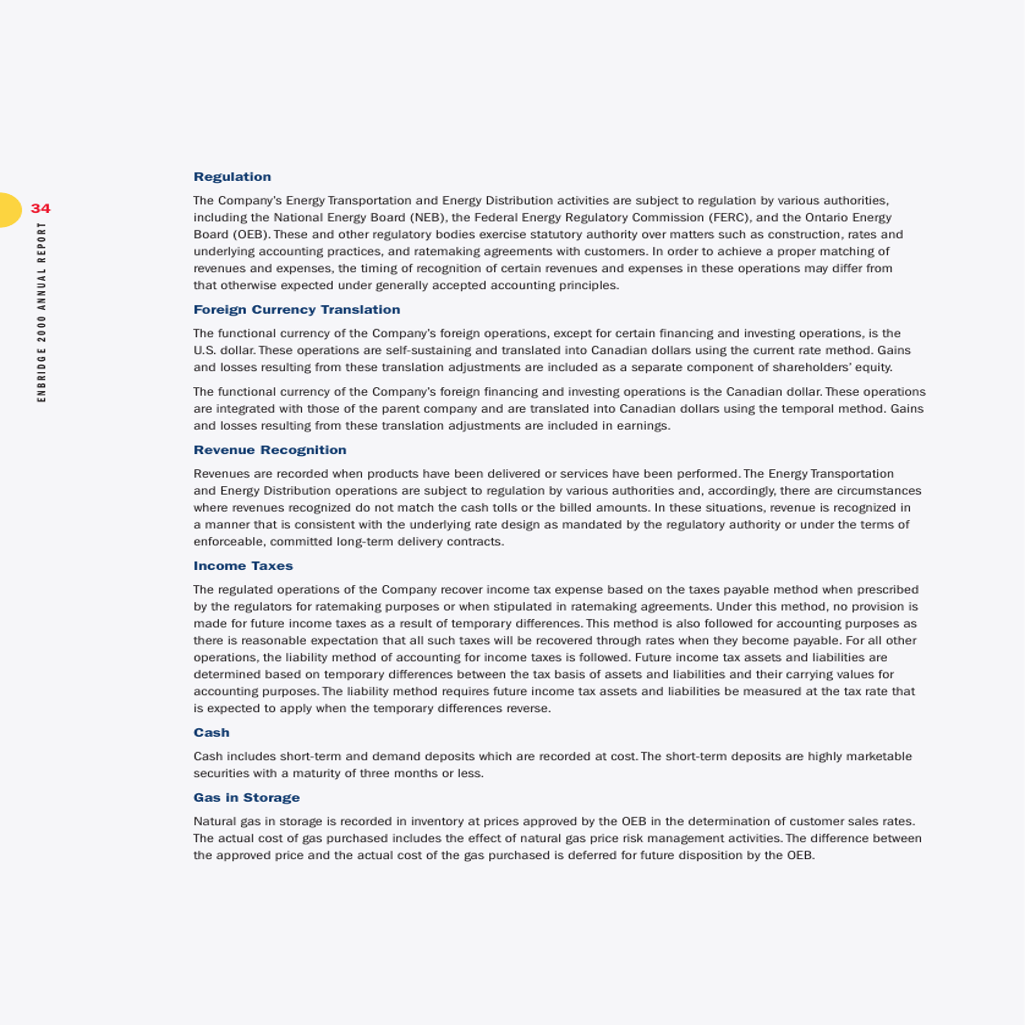 34
ENBRIDGE 2000 ANNUAL REPORT
Regulation
The Company's Energy Transportation and Energy Distribution activities are subject to regulation by various authorities,
including the National Energy Board (NEB), the Federal Energy Regulatory Commission (FERC), and the Ontario Energy
Board (OEB). These and other regulatory bodies exercise statutory authority over matters such as construction, rates and
underlying accounting practices, and ratemaking agreements with customers. In order to achieve a proper matching of
revenues and expenses, the timing of recognition of certain revenues and expenses in these operations may differ from
that otherwise expected under generally accepted accounting principles.
Foreign Currency Translation
The functional currency of the Company's foreign operations, except for certain financing and investing operations, is the
U.S. dollar. These operations are self-sustaining and translated into Canadian dollars using the current rate method. Gains
and losses resulting from these translation adjustments are included as a separate component of shareholders' equity.
The functional currency of the Company's foreign financing and investing operations is the Canadian dollar. These operations
are integrated with those of the parent company and are translated into Canadian dollars using the temporal method. Gains
and losses resulting from these translation adjustments are included in earnings.
Revenue Recognition
Revenues are recorded when products have been delivered or services have been performed. The Energy Transportation
and Energy Distribution operations are subject to regulation by various authorities and, accordingly, there are circumstances
where revenues recognized do not match the cash tolls or the billed amounts. In these situations, revenue is recognized in
a manner that is consistent with the underlying rate design as mandated by the regulatory authority or under the terms of
enforceable, committed long-term delivery contracts.
Income Taxes
The regulated operations of the Company recover income tax expense based on the taxes payable method when prescribed
by the regulators for ratemaking purposes or when stipulated in ratemaking agreements. Under this method, no provision is
made for future income taxes as a result of temporary differences. This method is also followed for accounting purposes as
there is reasonable expectation that all such taxes will be recovered through rates when they become payable. For all other
operations, the liability method of accounting for income taxes is followed. Future income tax assets and liabilities are
determined based on temporary differences between the tax basis of assets and liabilities and their carrying values for
accounting purposes. The liability method requires future income tax assets and liabilities be measured at the tax rate that
is expected to apply when the temporary differences reverse.
Cash
Cash includes short-term and demand deposits which are recorded at cost. The short-term deposits are highly marketable
securities with a maturity of three months or less.
Gas in Storage
Natural gas in storage is recorded in inventory at prices approved by the OEB in the determination of customer sales rates.
The actual cost of gas purchased includes the effect of natural gas price risk management activities. The difference between
the approved price and the actual cost of the gas purchased is deferred for future disposition by the OEB.